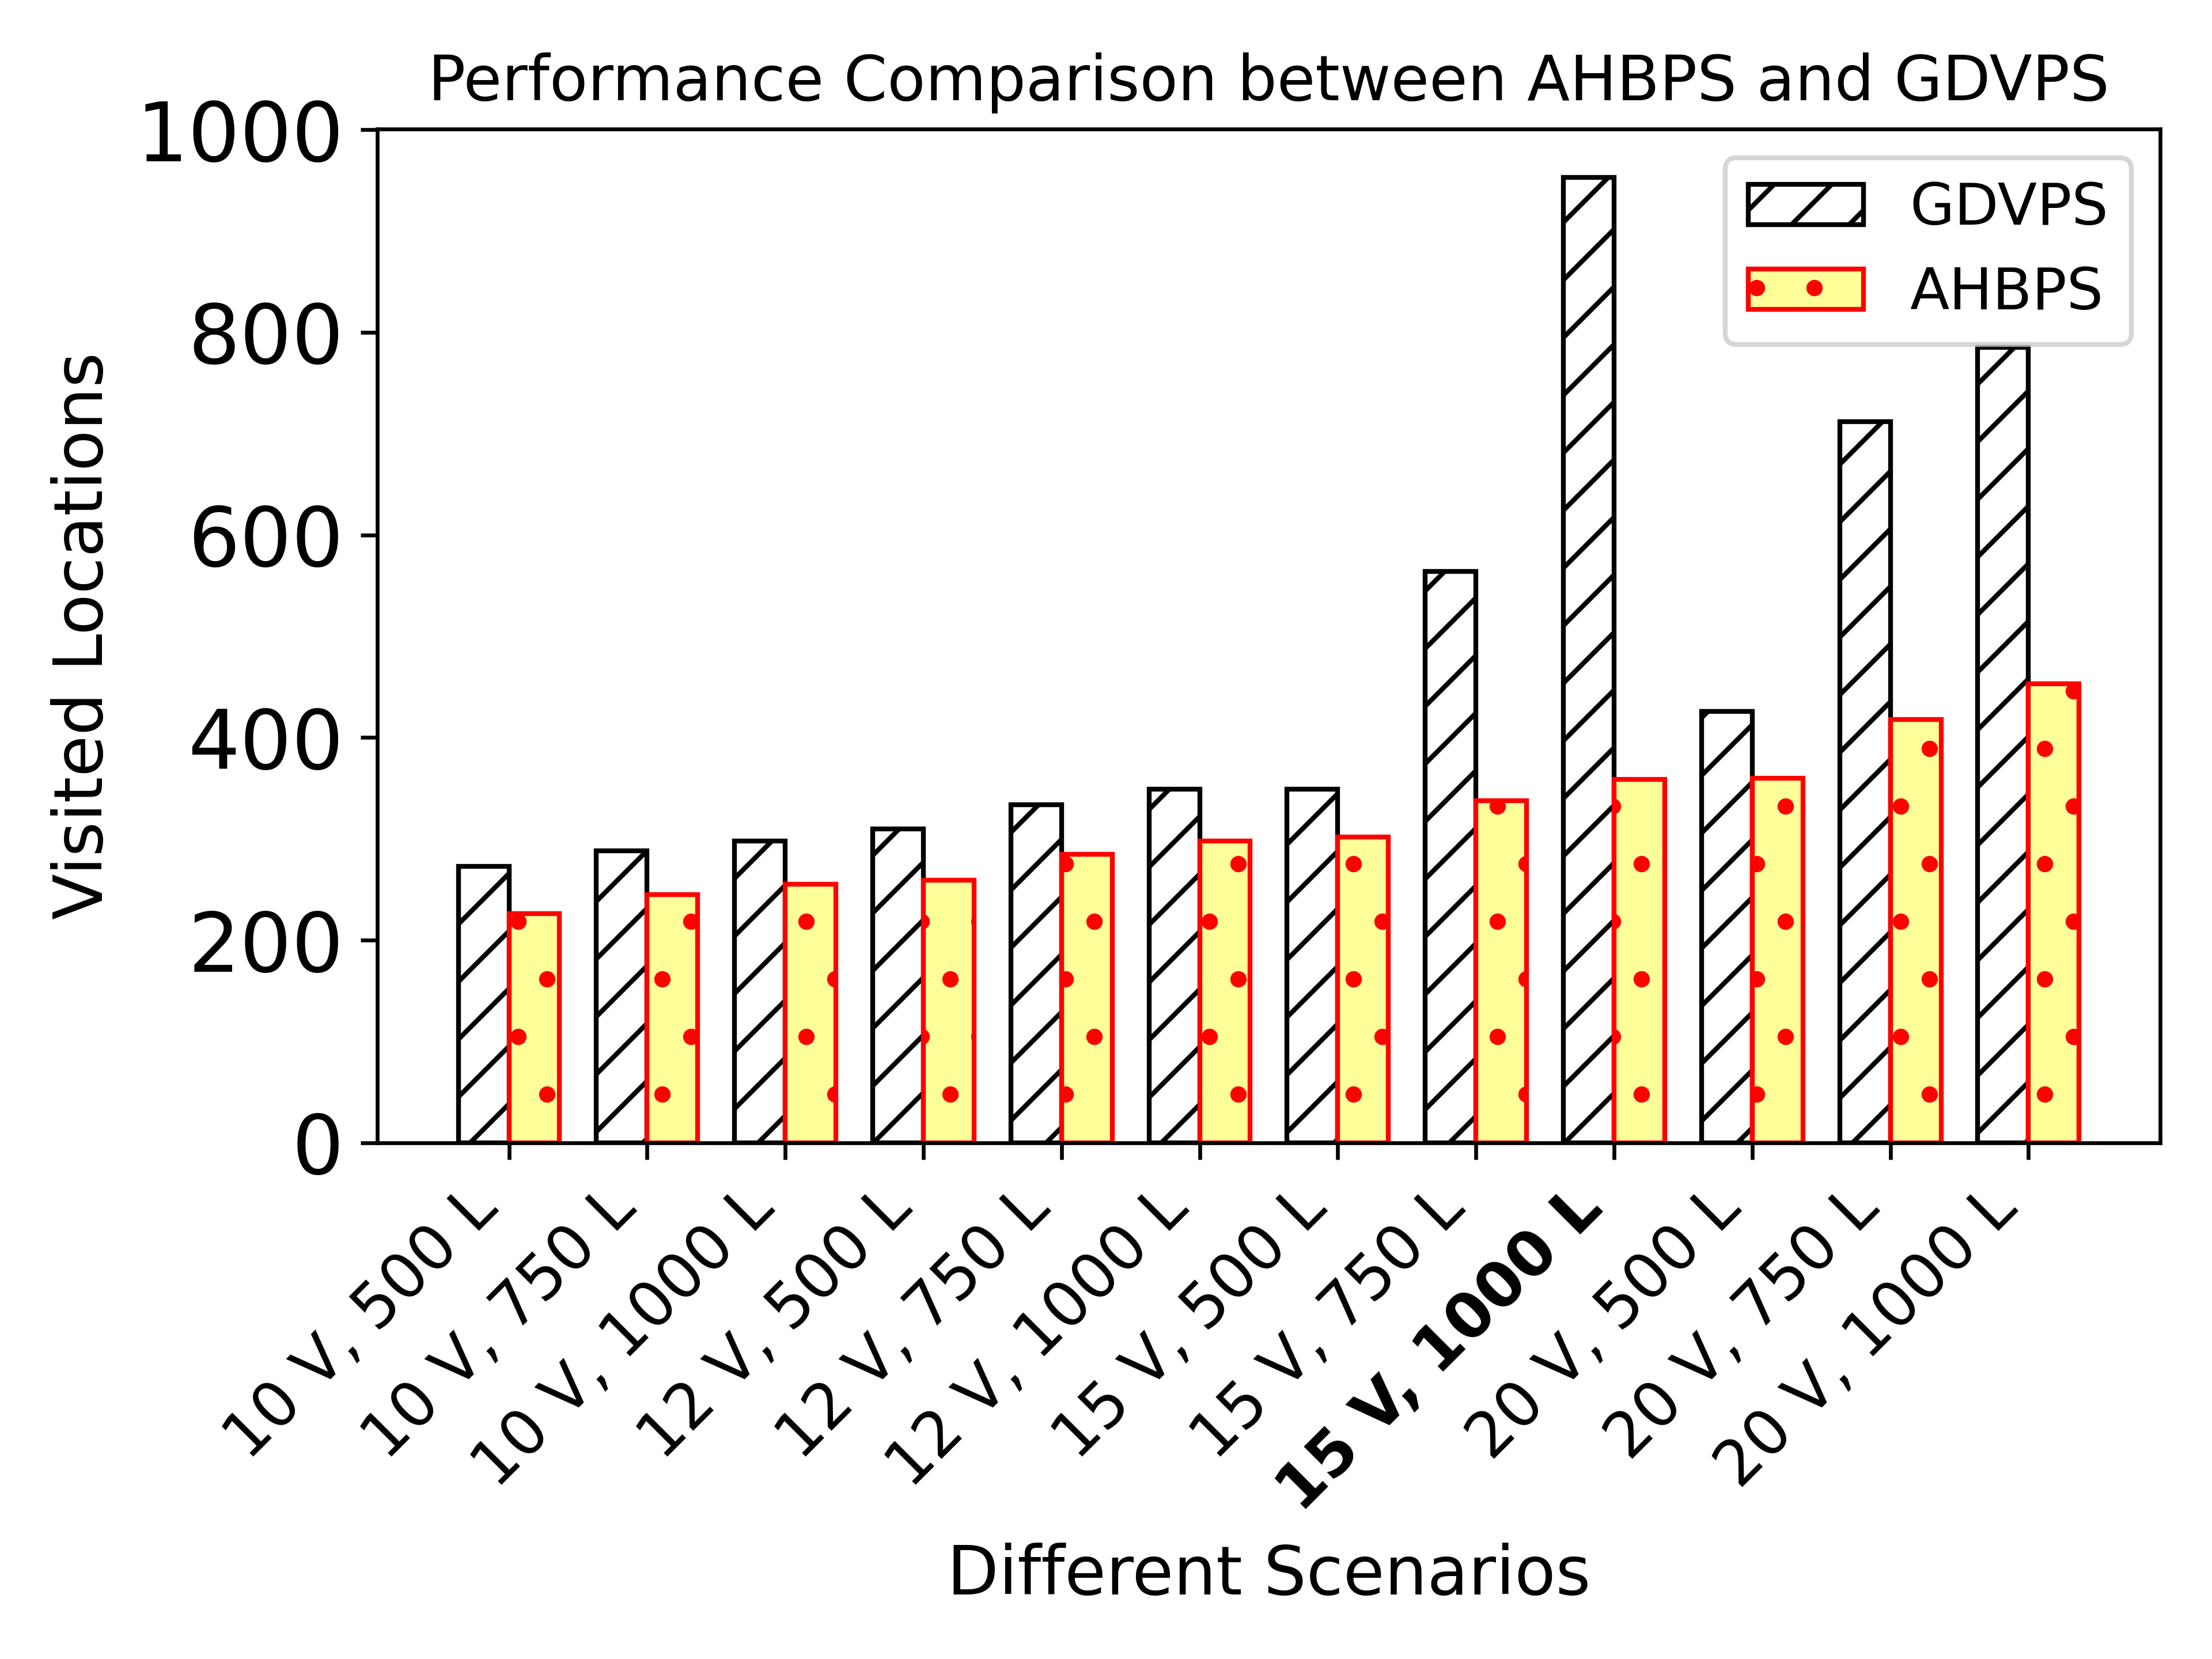 Performance Comparison between AHBPS and GDVPS
1000
800
600
400
200
0
Visited Locations
GDVPS
AHBPS
10 V, 500 L
10 V, 750 L
10 V, 1000 L
12 V, 500 L
12 V, 750 L
12 V, 1000 L
15 V, 500 L
15 V, 750 L
15 V, 1000 L
20 V, 500 L
20 V, 750 L
20 V, 1000 L
Different Scenarios